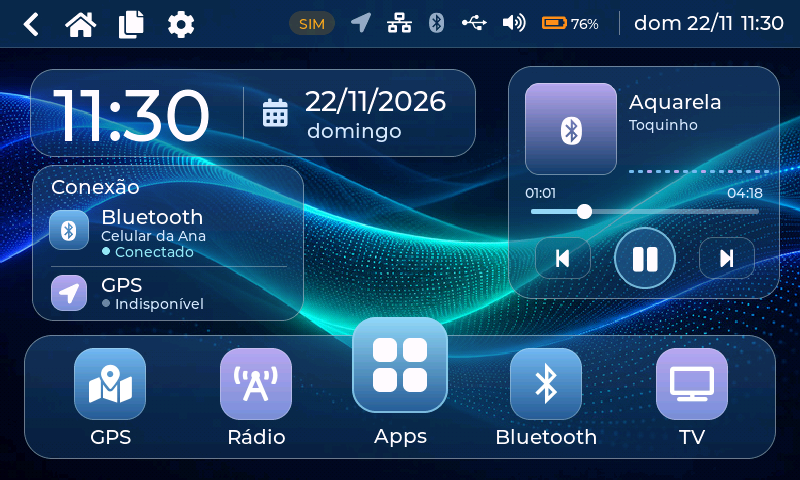 SIM 76% dom 22/11 11:30
11:30
22/11/2026
domingo
Conexão
Bluetooth
Celular da Ana
Conectado
GPS
Indisponível
Aquarela
Toquinho
01:01 04:18
GPS Rádio Apps Bluetooth TV